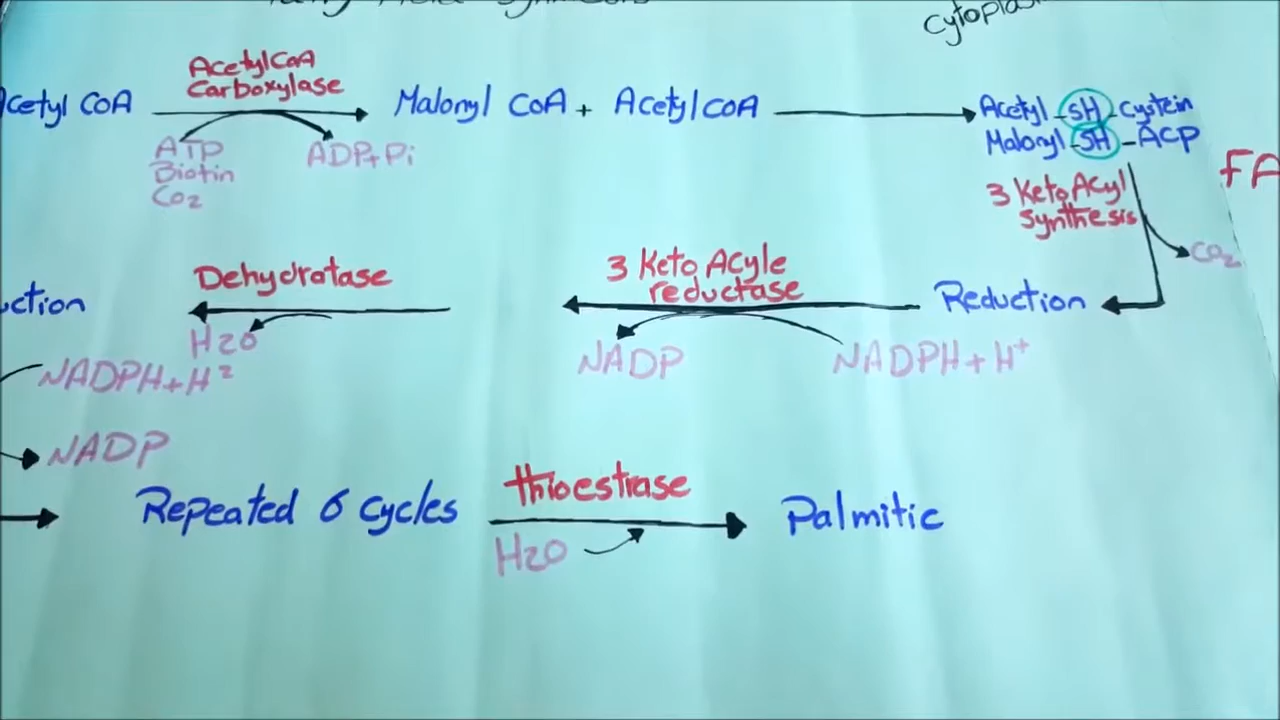 Cytoplas
Acetyl CoA
Carboxylase
Acetyl CoA
Malonyl CoA + Acetyl COA
Acetyl -SH- Cystein
Malonyl -SH -ACP
ATP
Biotin
CO2
ADP+Pi
FA
3 Keto Acyl
Synthesis
CO2
Dehydratase
3 Keto Acyle
reductase
uction
Reduction
H2O
NADP
NADPH + H+
NADPH + H2
NADP
thioestrase
Repeated 6 cycles
Palmitic
H2O